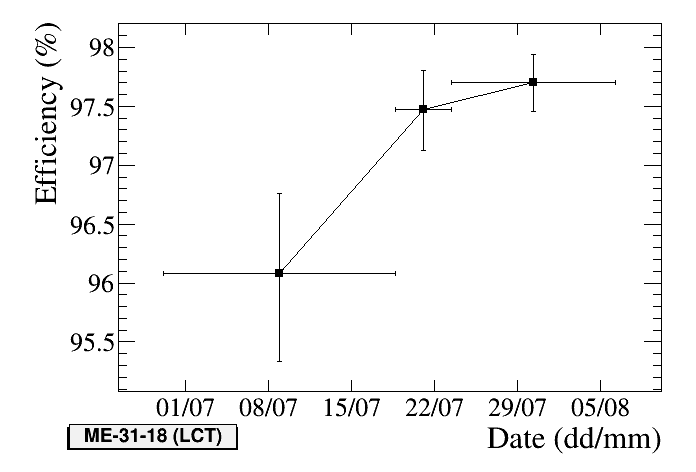 Efficiency (%)
98
97.5
97
96.5
96
95.5
01/07 08/07 15/07 22/07 29/07 05/08
Date (dd/mm)
ME-31-18 (LCT)